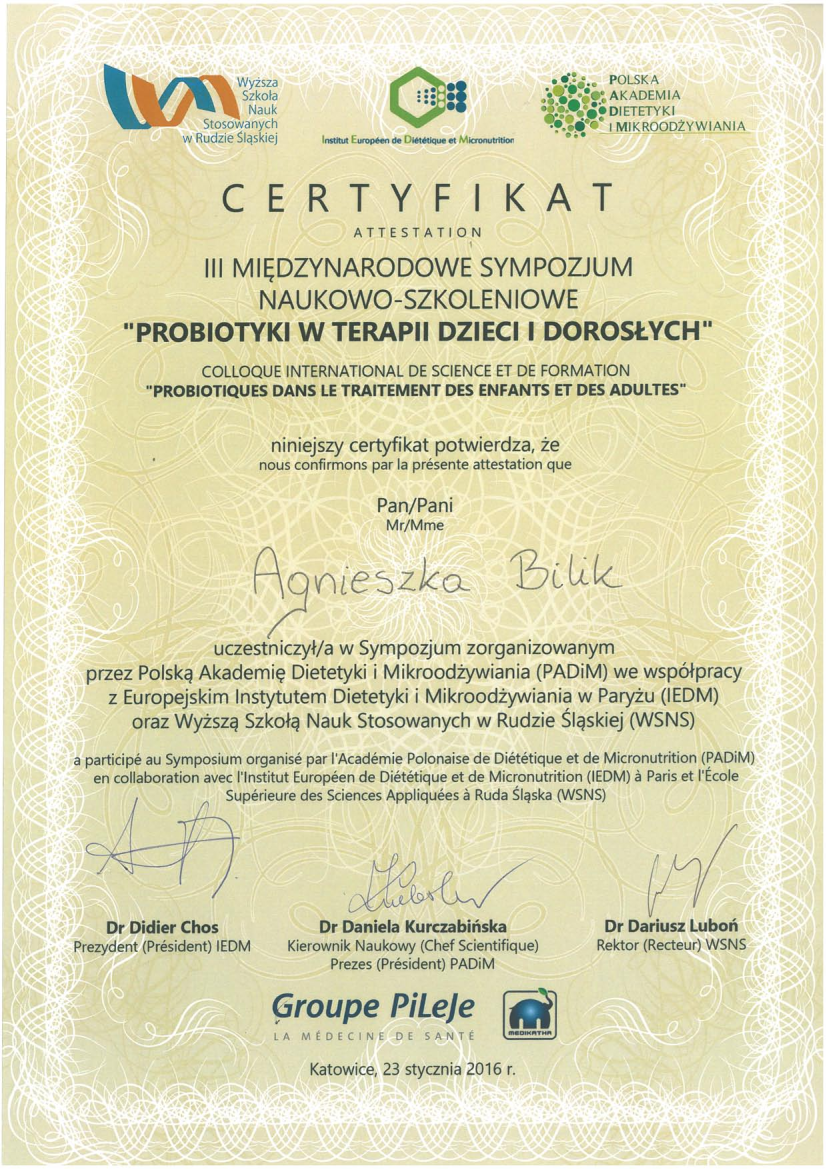 Wyższa
Szkoła
Nauk
Stosowanych
w Rudzie Śląskiej
Institut Européen de Diététique et Micronutrition
POLSKA
AKADEMIA
DIETETYKI
I MIKROODŻYWIANIA
CERTYFIKAT
ATTESTATION
III MIĘDZYNARODOWE SYMPOZJUM
NAUKOWO-SZKOLENIOWE
"PROBIOTYKI W TERAPII DZIECI I DOROSŁYCH"
COLLOQUE INTERNATIONAL DE SCIENCE ET DE FORMATION
"PROBIOTIQUES DANS LE TRAITEMENT DES ENFANTS ET DES ADULTES"
niniejszy certyfikat potwierdza, że
nous confirmons par la présente attestation que
Pan/Pani
Mr/Mme
Agnieszka Bilik
uczestniczył/a w Sympozjum zorganizowanym
przez Polską Akademię Dietetyki i Mikroodżywiania (PADiM) we współpracy
z Europejskim Instytutem Dietetyki i Mikroodżywiania w Paryżu (IEDM)
oraz Wyższą Szkołą Nauk Stosowanych w Rudzie Śląskiej (WSNS)
a participé au Symposium organisé par l'Académie Polonaise de Diététique et de Micronutrition (PADiM)
en collaboration avec l'Institut Européen de Diététique et de Micronutrition (IEDM) à Paris et l'École
Supérieure des Sciences Appliquées à Ruda Śląska (WSNS)
Dr Didier Chos
Prezydent (Président) IEDM
Dr Daniela Kurczabińska
Kierownik Naukowy (Chef Scientifique)
Prezes (Président) PADiM
Dr Dariusz Luboń
Rektor (Recteur) WSNS
Groupe PiLeJe
LA MÉDECINE DE SANTÉ
MEDIKATHA
Katowice, 23 stycznia 2016 r.